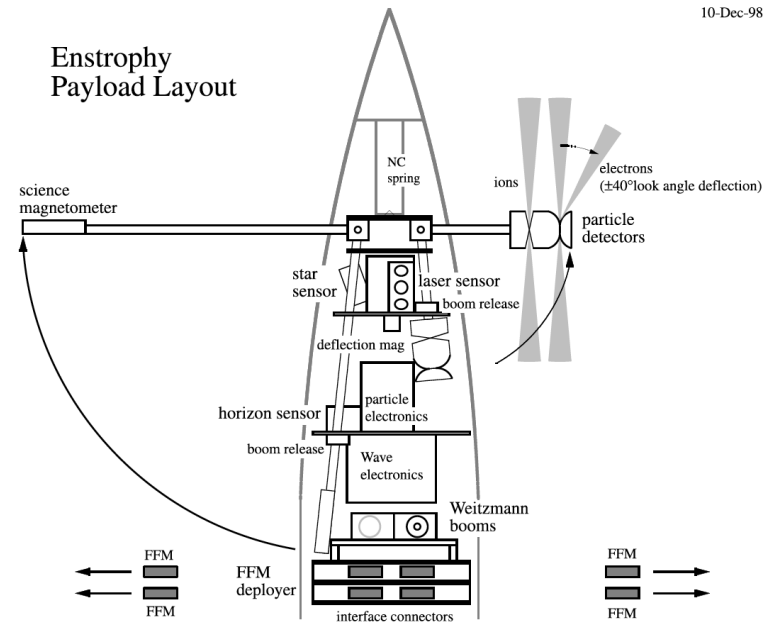 10-Dec-98
Enstrophy
Payload Layout
NC
spring
ions
electrons
(±40°look angle deflection)
science
magnetometer
particle
detectors
star
sensor
laser sensor
boom release
deflection mag
particle
electronics
horizon sensor
boom release
Wave
electronics
Weitzmann
booms
FFM
FFM
FFM
deployer
FFM
FFM
interface connectors